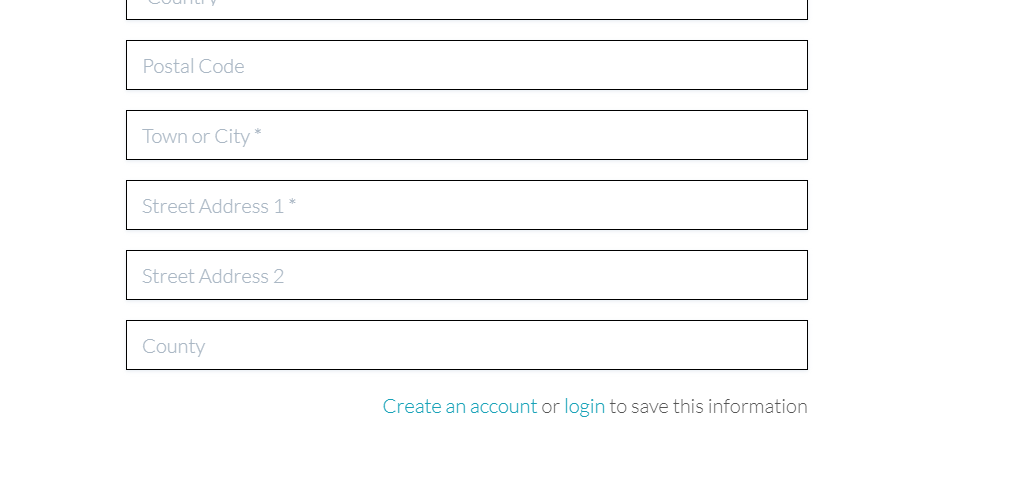 Country
Postal Code
Town or City *
Street Address 1 *
Street Address 2
County
Create an account or login to save this information